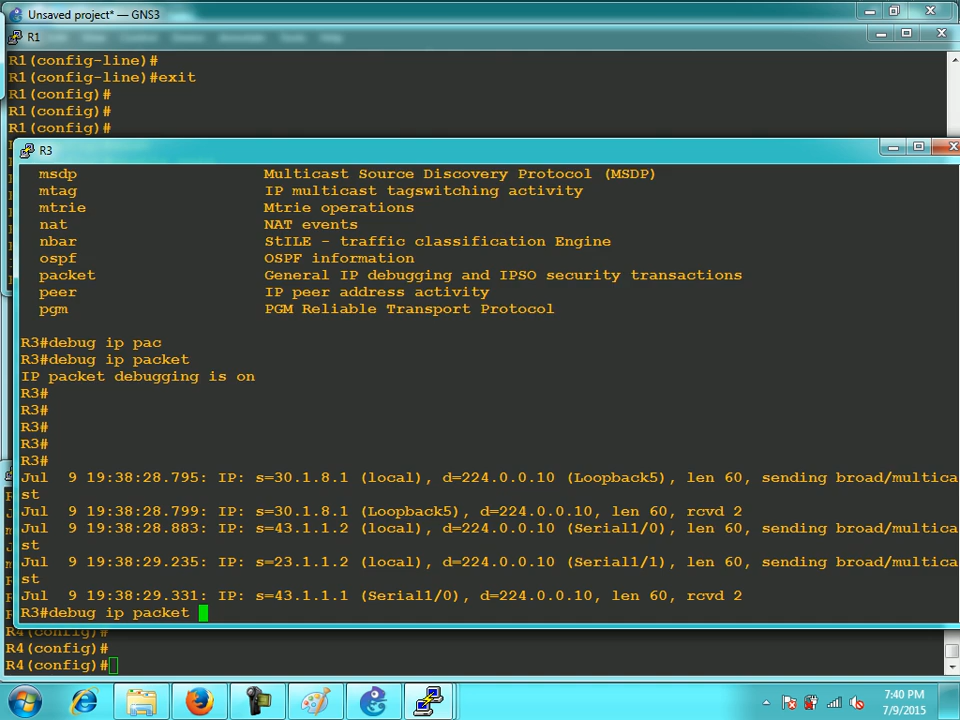 Unsaved project* — GNS3
R1
R1(config-line)#
R1(config-line)#exit
R1(config)#
R1(config)#
R1(config)#
R3
msdp Multicast Source Discovery Protocol (MSDP)
mtag IP multicast tagswitching activity
mtrie Mtrie operations
nat NAT events
nbar StILE - traffic classification Engine
ospf OSPF information
packet General IP debugging and IPSO security transactions
peer IP peer address activity
pgm PGM Reliable Transport Protocol
R3#debug ip pac
R3#debug ip packet
IP packet debugging is on
R3#
R3#
R3#
R3#
R3#
Jul  9 19:38:28.795: IP: s=30.1.8.1 (local), d=224.0.0.10 (Loopback5), len 60, sending broad/multica
st
Jul  9 19:38:28.799: IP: s=30.1.8.1 (Loopback5), d=224.0.0.10, len 60, rcvd 2
Jul  9 19:38:28.883: IP: s=43.1.1.2 (local), d=224.0.0.10 (Serial1/0), len 60, sending broad/multica
st
Jul  9 19:38:29.235: IP: s=23.1.1.2 (local), d=224.0.0.10 (Serial1/1), len 60, sending broad/multica
st
Jul  9 19:38:29.331: IP: s=43.1.1.1 (Serial1/0), d=224.0.0.10, len 60, rcvd 2
R3#debug ip packet
R4(config)#
R4(config)#
R4(config)#
7:40 PM
7/9/2015